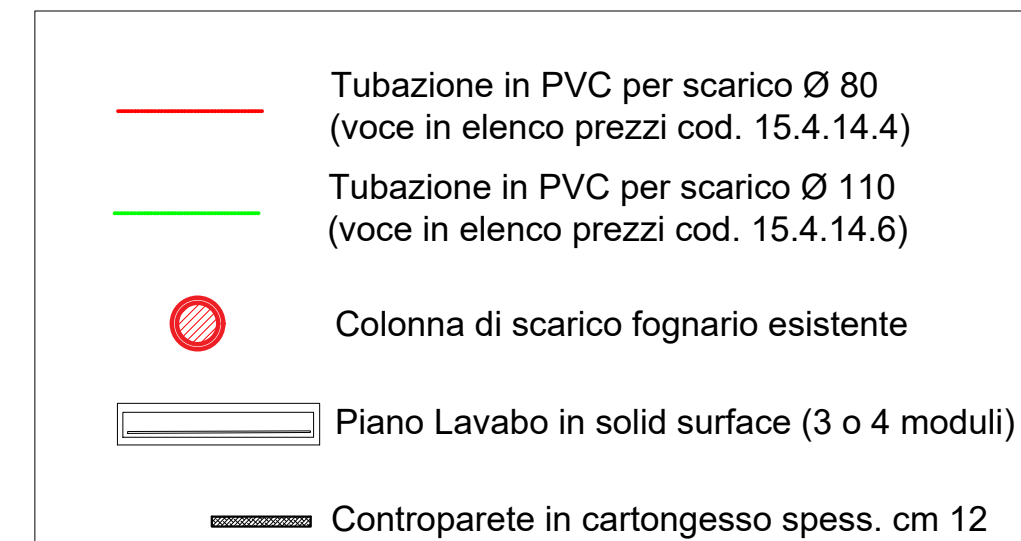 Tubazione in PVC per scarico Ø 80
(voce in elenco prezzi cod. 15.4.14.4)
Tubazione in PVC per scarico Ø 110
(voce in elenco prezzi cod. 15.4.14.6)
Colonna di scarico fognario esistente
Piano Lavabo in solid surface (3 o 4 moduli)
Controparete in cartongesso spess. cm 12